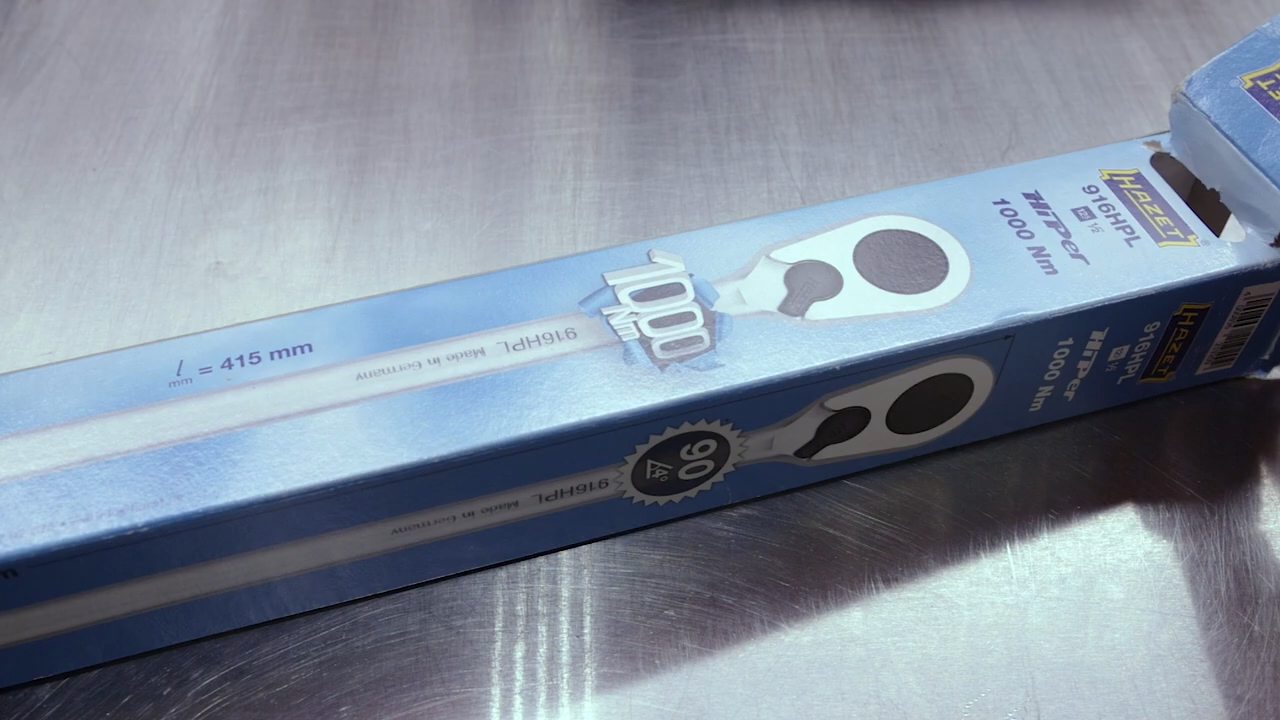 HAZET
916HPL
1/2
HiPer
1000 Nm
1000
Nm
916HPL Made in Germany
l = 415 mm
mm
HAZET
916HPL
1/2
HiPer
1000 Nm
90
4°
916HPL Made in Germany